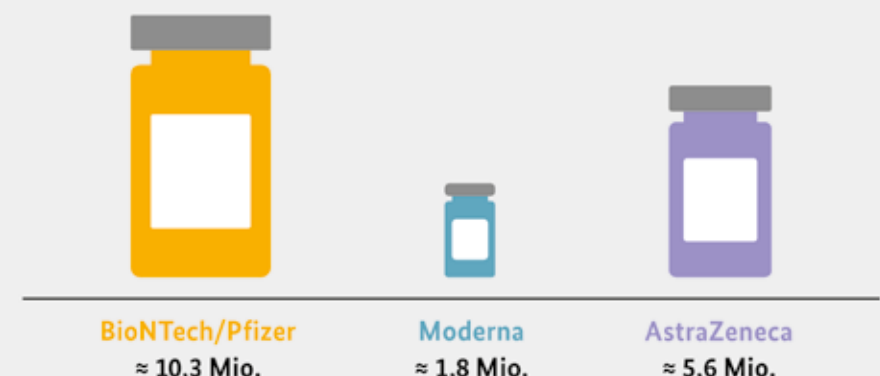 BioNTech/Pfizer Moderna AstraZeneca
≈ 10,3 Mio. ≈ 1,8 Mio. ≈ 5,6 Mio.